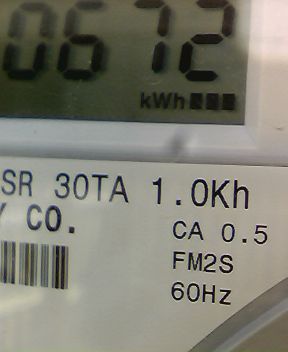 0672
kWh
SR 30TA 1.0Kh
Y CO.
CA 0.5
FM2S
60Hz